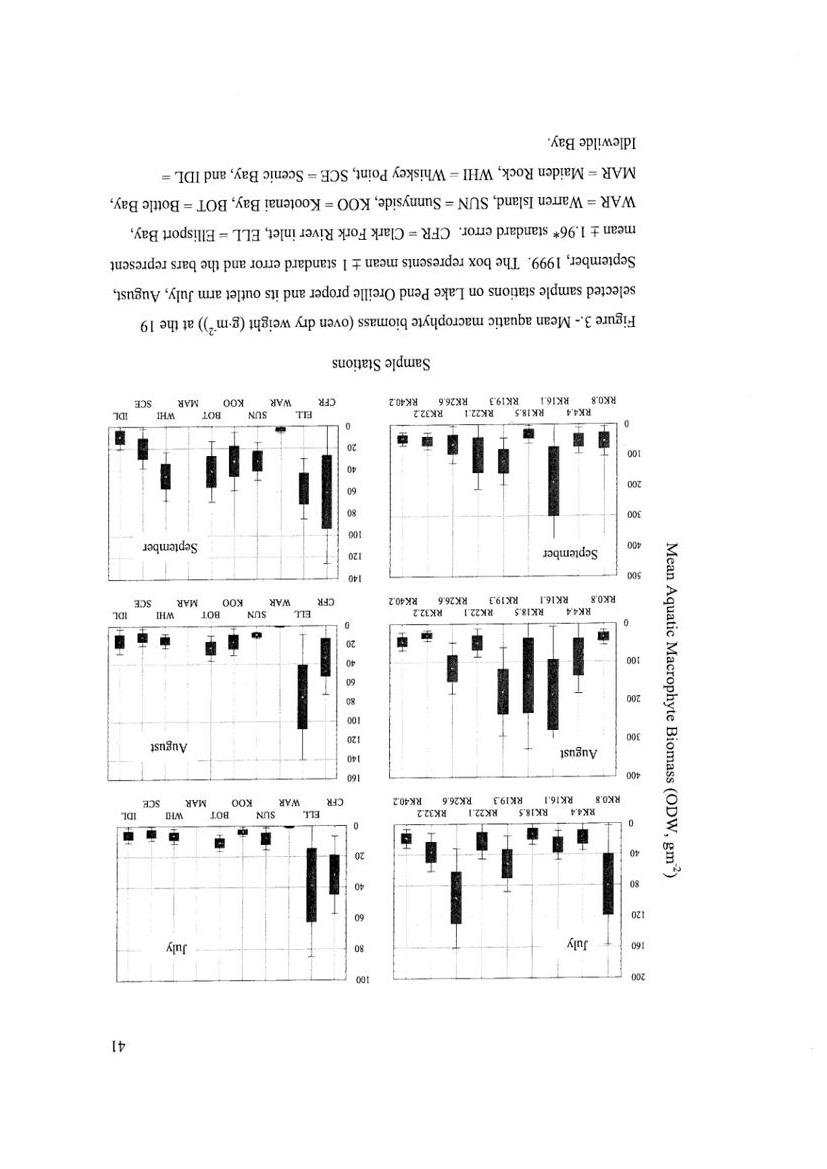 41
Mean Aquatic Macrophyte Biomass (ODW, gm⁻²)
200
160
120
80
40
0
July
RK4.4 RK18.5 RK22.1 RK32.2
RK0.8 RK16.1 RK19.3 RK26.6 RK40.2
100
80
60
40
20
0
July
ELL SUN BOT WHI IDL
CFR WAR KOO MAR SCE
400
300
200
100
0
August
RK4.4 RK18.5 RK22.1 RK32.2
RK0.8 RK16.1 RK19.3 RK26.6 RK40.2
160
140
120
100
80
60
40
20
0
August
ELL SUN BOT WHI IDL
CFR WAR KOO MAR SCE
500
400
300
200
100
0
September
RK4.4 RK18.5 RK22.1 RK32.2
RK0.8 RK16.1 RK19.3 RK26.6 RK40.2
140
120
100
80
60
40
20
0
September
ELL SUN BOT WHI IDL
CFR WAR KOO MAR SCE
Sample Stations
Figure 3.- Mean aquatic macrophyte biomass (oven dry weight (g·m⁻²)) at the 19
selected sample stations on Lake Pend Oreille proper and its outlet arm July, August,
September, 1999. The box represents mean ± 1 standard error and the bars represent
mean ± 1.96* standard error. CFR = Clark Fork River inlet, ELL = Ellisport Bay,
WAR = Warren Island, SUN = Sunnyside, KOO = Kootenai Bay, BOT = Bottle Bay,
MAR = Maiden Rock, WHI = Whiskey Point, SCE = Scenic Bay, and IDL =
Idlewilde Bay.